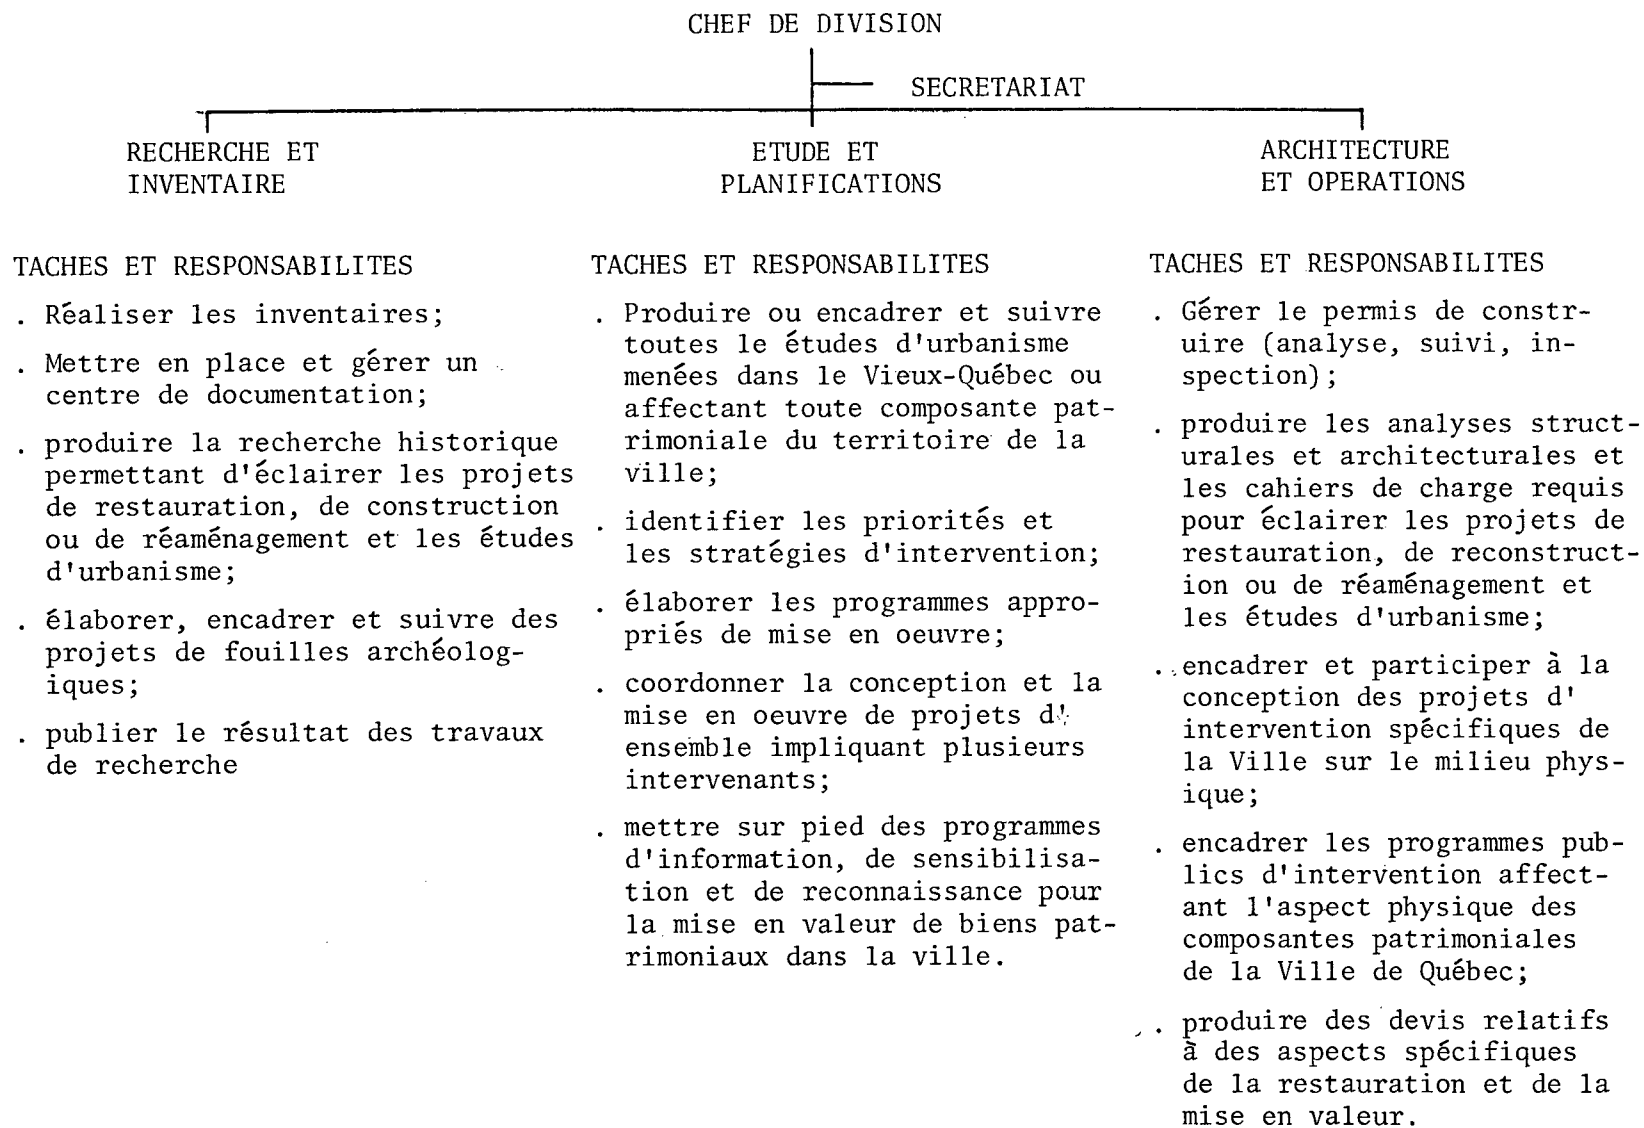 CHEF DE DIVISION
SECRETARIAT
RECHERCHE ET
INVENTAIRE
ETUDE ET
PLANIFICATIONS
ARCHITECTURE
ET OPERATIONS
TACHES ET RESPONSABILITES
. Réaliser les inventaires;
. Mettre en place et gérer un
centre de documentation;
. produire la recherche historique
permettant d'éclairer les projets
de restauration, de construction
ou de réaménagement et les études
d'urbanisme;
. élaborer, encadrer et suivre des
projets de fouilles archéolog-
iques;
. publier le résultat des travaux
de recherche
TACHES ET RESPONSABILITES
. Produire ou encadrer et suivre
toutes le études d'urbanisme
menées dans le Vieux-Québec ou
affectant toute composante pat-
rimoniale du territoire de la
ville;
. identifier les priorités et
les stratégies d'intervention;
. élaborer les programmes appro-
priés de mise en oeuvre;
. coordonner la conception et la
mise en oeuvre de projets d'
ensemble impliquant plusieurs
intervenants;
. mettre sur pied des programmes
d'information, de sensibilisa-
tion et de reconnaissance pour
la mise en valeur de biens pat-
rimoniaux dans la ville.
TACHES ET RESPONSABILITES
. Gérer le permis de constr-
uire (analyse, suivi, in-
spection);
. produire les analyses struct-
urales et architecturales et
les cahiers de charge requis
pour éclairer les projets de
restauration, de reconstruct-
ion ou de réaménagement et
les études d'urbanisme;
. encadrer et participer à la
conception des projets d'
intervention spécifiques de
la Ville sur le milieu phys-
ique;
. encadrer les programmes pub-
lics d'intervention affect-
ant l'aspect physique des
composantes patrimoniales
de la Ville de Québec;
. produire des devis relatifs
à des aspects spécifiques
de la restauration et de la
mise en valeur.